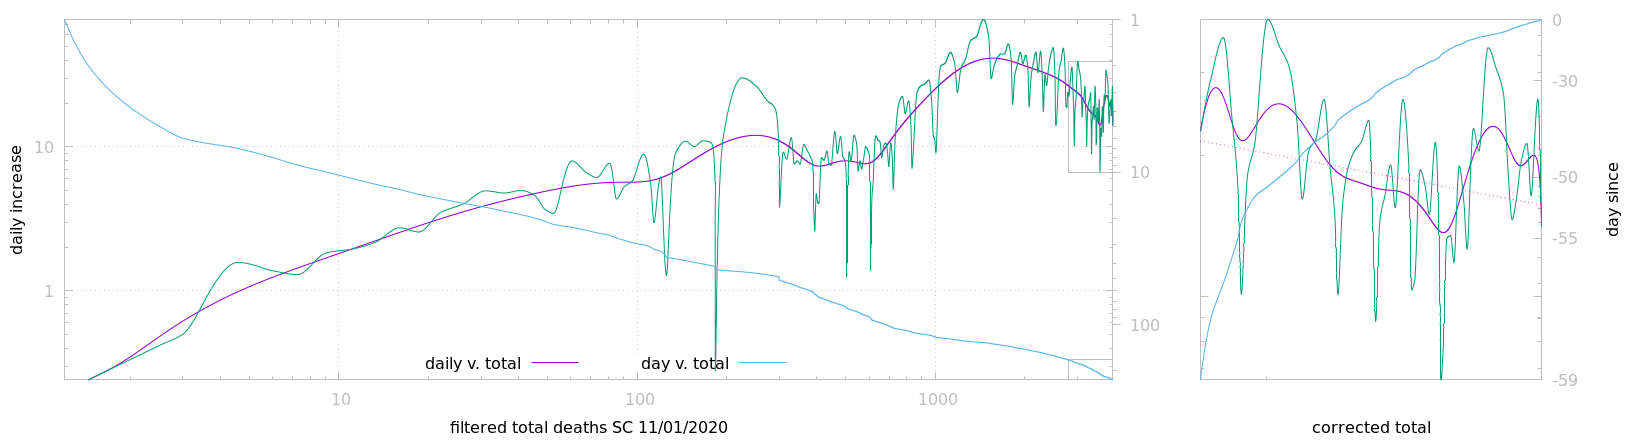 daily increase
10
1
daily v. total
day v. total
10
100
1000
filtered total deaths SC 11/01/2020
1
10
100
0
-30
-50
-55
-59
day since
corrected total